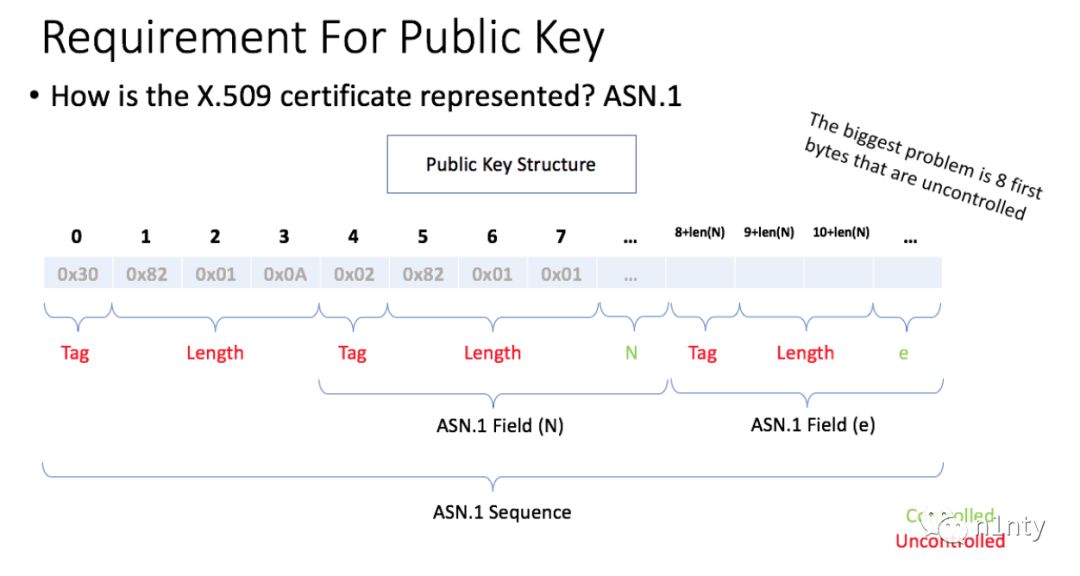 Requirement For Public Key
• How is the X.509 certificate represented? ASN.1
The biggest problem is 8 first
bytes that are uncontrolled
Public Key Structure
0 1 2 3 4 5 6 7 ... 8+len(N) 9+len(N) 10+len(N) ...
0x30 0x82 0x01 0x0A 0x02 0x82 0x01 0x01 ...
Tag Length Tag Length N Tag Length e
ASN.1 Field (N) ASN.1 Field (e)
ASN.1 Sequence
Controlled
n1nty
Uncontrolled